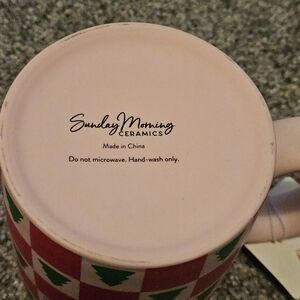 Sunday Morning
CERAMICS
Made in China
Do not microwave. Hand-wash only.